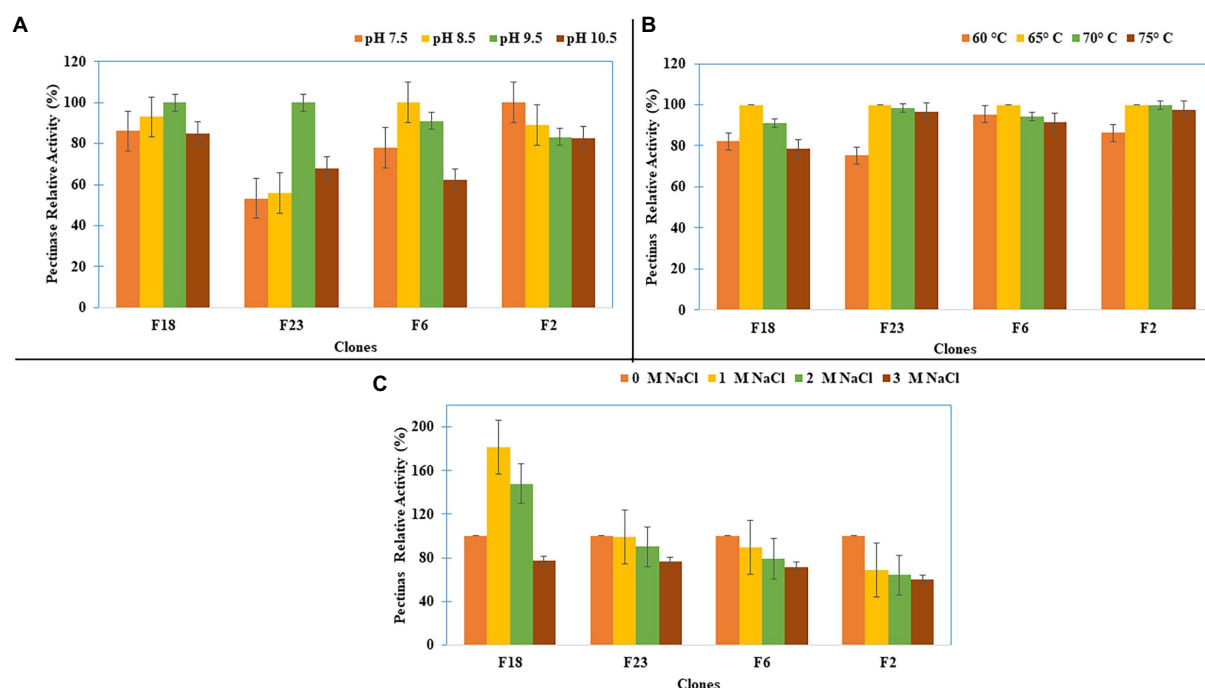 A
pH 7.5 pH 8.5 pH 9.5 pH 10.5
Pectinase Relative Activity (%)
120
100
80
60
40
20
0
F18 F23 F6 F2
Clones
B
60 °C 65° C 70° C 75° C
Pectinas Relative Activity (%)
120
100
80
60
40
20
0
F18 F23 F6 F2
Clones
C
0 M NaCl 1 M NaCl 2 M NaCl 3 M NaCl
Pectinas Relative Activity (%)
200
160
120
80
40
0
F18 F23 F6 F2
Clones